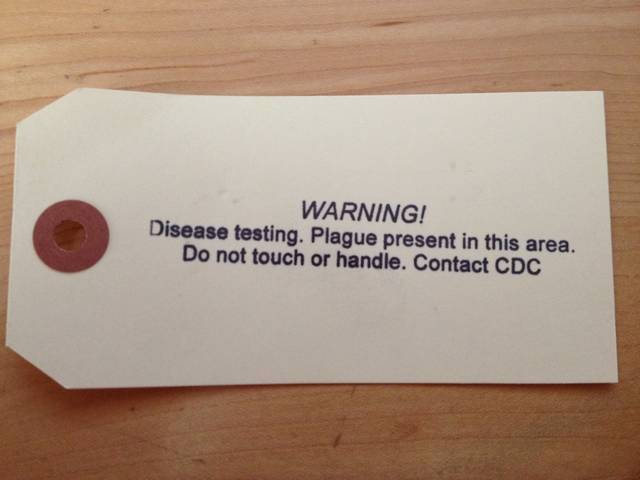 WARNING!
Disease testing. Plague present in this area.
Do not touch or handle. Contact CDC